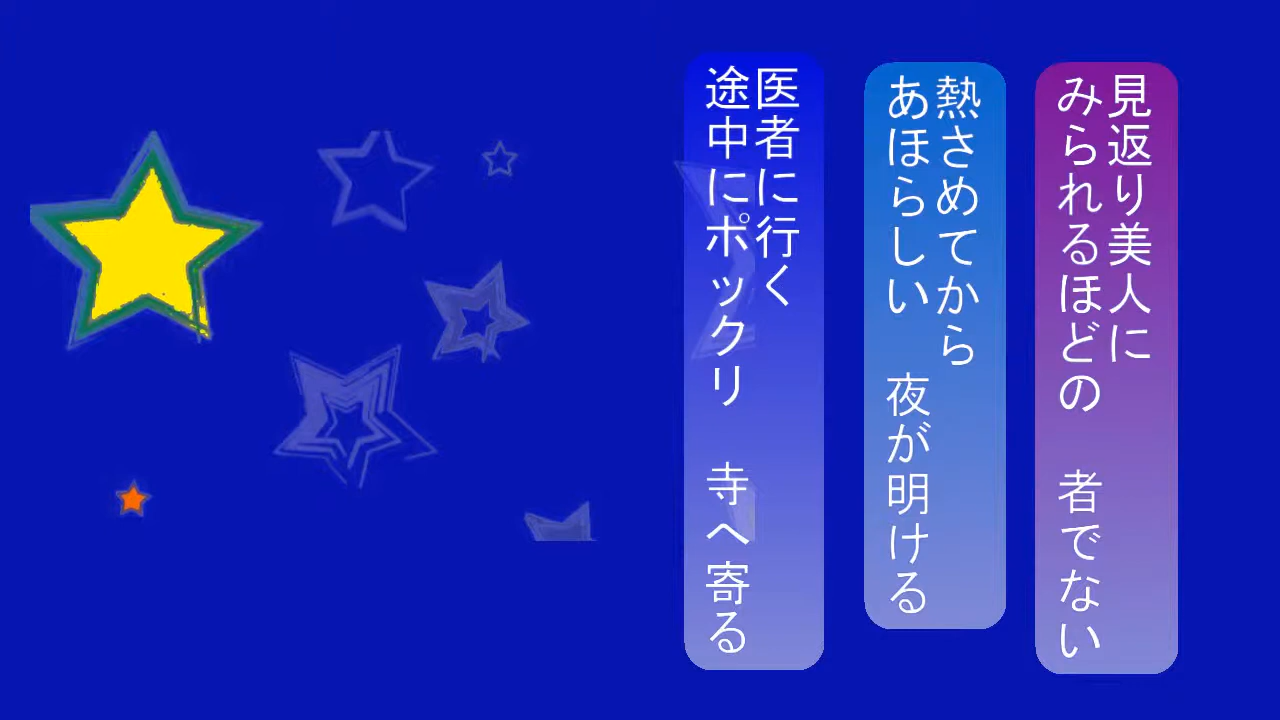 見返り美人に
みられるほどの　者でない
熱さめてから
あほらしい　夜が明ける
医者に行く
途中にポックリ　寺へ寄る